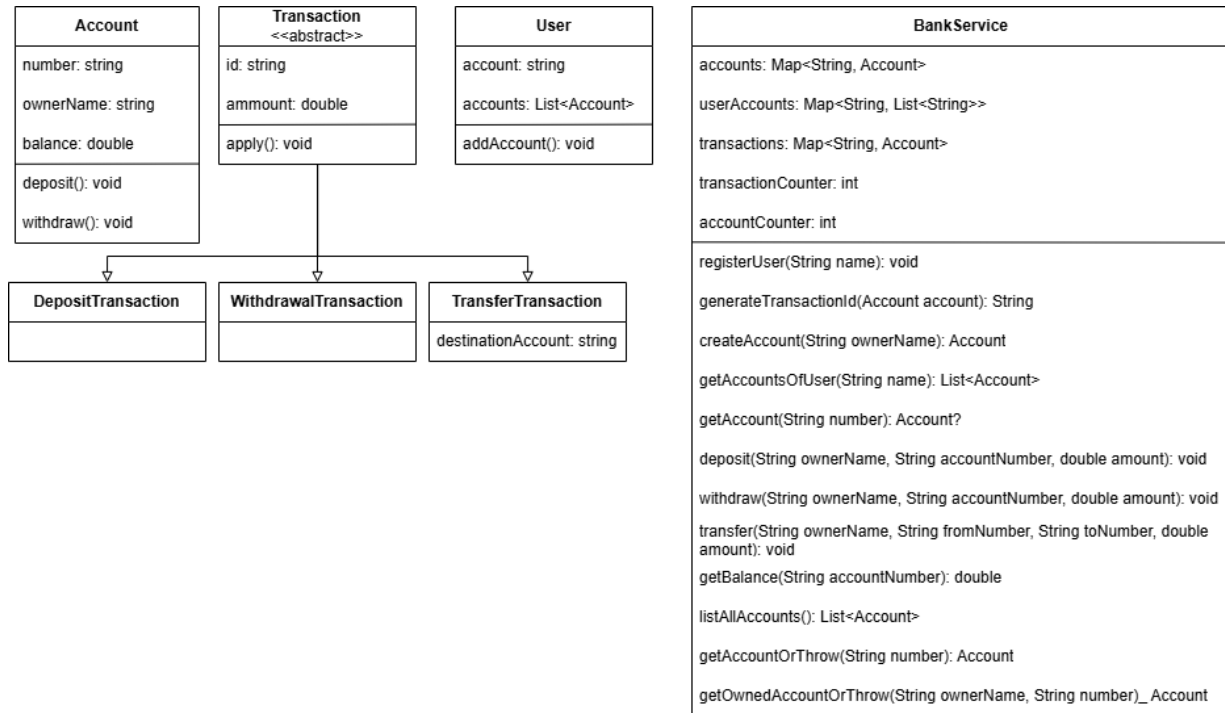 Account
number: string
ownerName: string
balance: double
deposit(): void
withdraw(): void
Transaction
<<abstract>>
id: string
ammount: double
apply(): void
User
account: string
accounts: List<Account>
addAccount(): void
DepositTransaction
WithdrawalTransaction
TransferTransaction
destinationAccount: string
BankService
accounts: Map<String, Account>
userAccounts: Map<String, List<String>>
transactions: Map<String, Account>
transactionCounter: int
accountCounter: int
registerUser(String name): void
generateTransactionId(Account account): String
createAccount(String ownerName): Account
getAccountsOfUser(String name): List<Account>
getAccount(String number): Account?
deposit(String ownerName, String accountNumber, double amount): void
withdraw(String ownerName, String accountNumber, double amount): void
transfer(String ownerName, String fromNumber, String toNumber, double
amount): void
getBalance(String accountNumber): double
listAllAccounts(): List<Account>
getAccountOrThrow(String number): Account
getOwnedAccountOrThrow(String ownerName, String number)_ Account